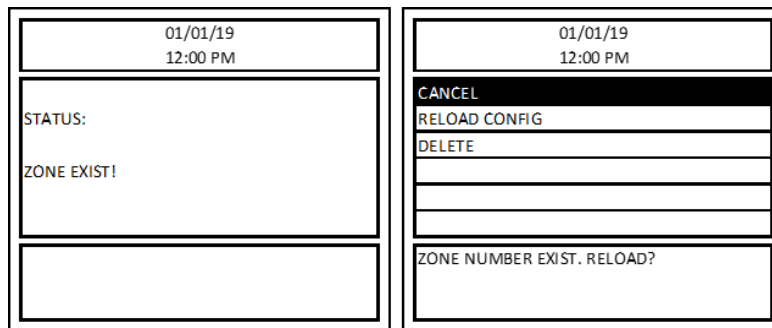 01/01/19
12:00 PM
STATUS:
ZONE EXIST!
01/01/19
12:00 PM
CANCEL
RELOAD CONFIG
DELETE
ZONE NUMBER EXIST. RELOAD?